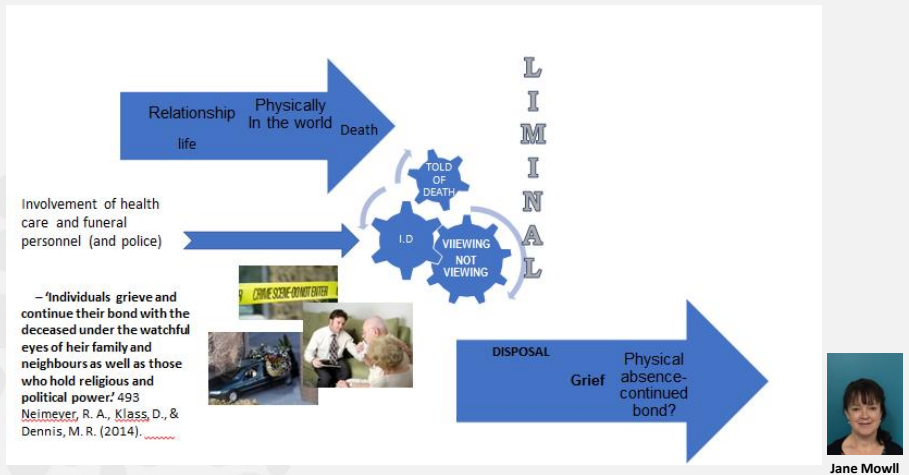 Relationship
life
Physically
In the world
Death
L
I
M
I
N
A
L
TOLD
OF
DEATH
I.D
VIIEWING
NOT
VIEWING
Involvement of health
care and funeral
personnel (and police)
CRIME SCENE-DO NOT ENTER
– ‘Individuals grieve and
continue their bond with the
deceased under the watchful
eyes of heir family and
neighbours as well as those
who hold religious and
political power.’ 493
Neimeyer, R. A., Klass, D., &
Dennis, M. R. (2014).
DISPOSAL
Grief
Physical
absence-
continued
bond?
Jane Mowll